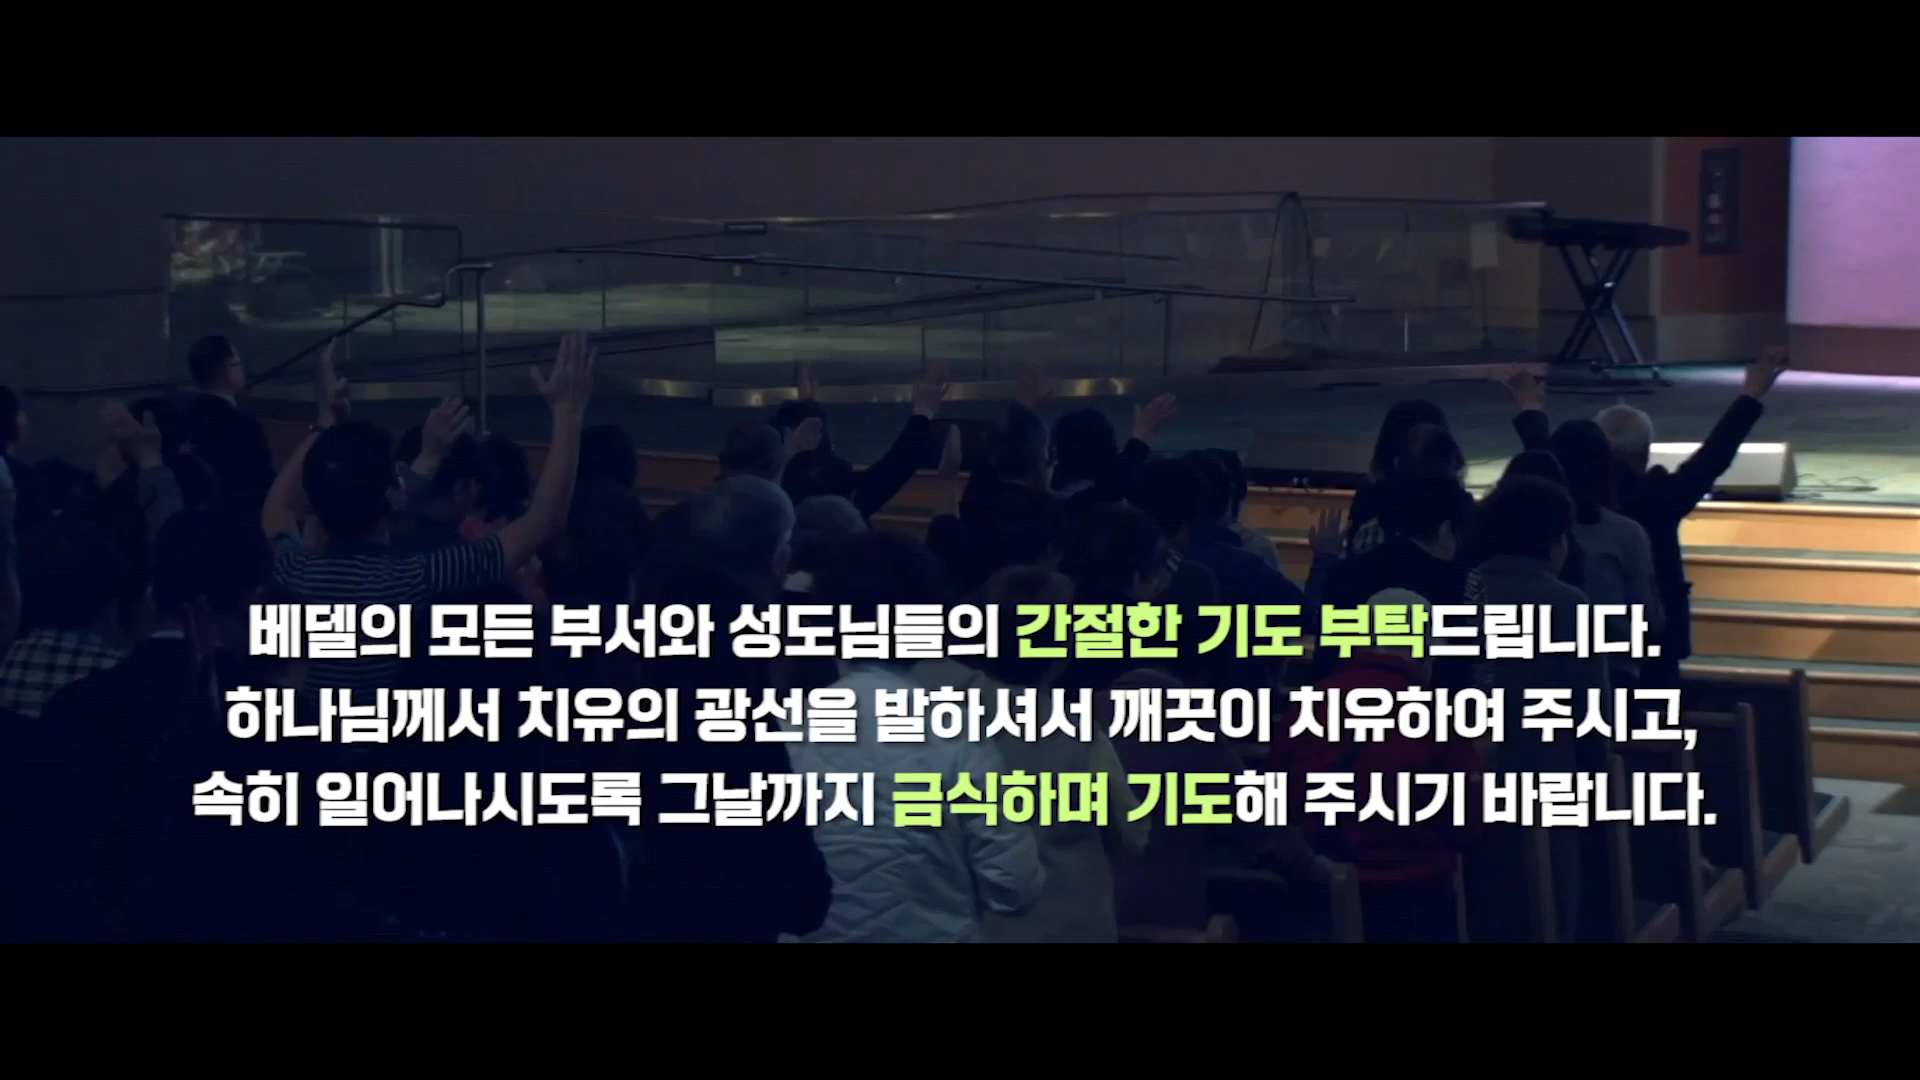 베델의 모든 부서와 성도님들의 간절한 기도 부탁드립니다.
하나님께서 치유의 광선을 발하셔서 깨끗이 치유하여 주시고,
속히 일어나시도록 그날까지 금식하며 기도해 주시기 바랍니다.